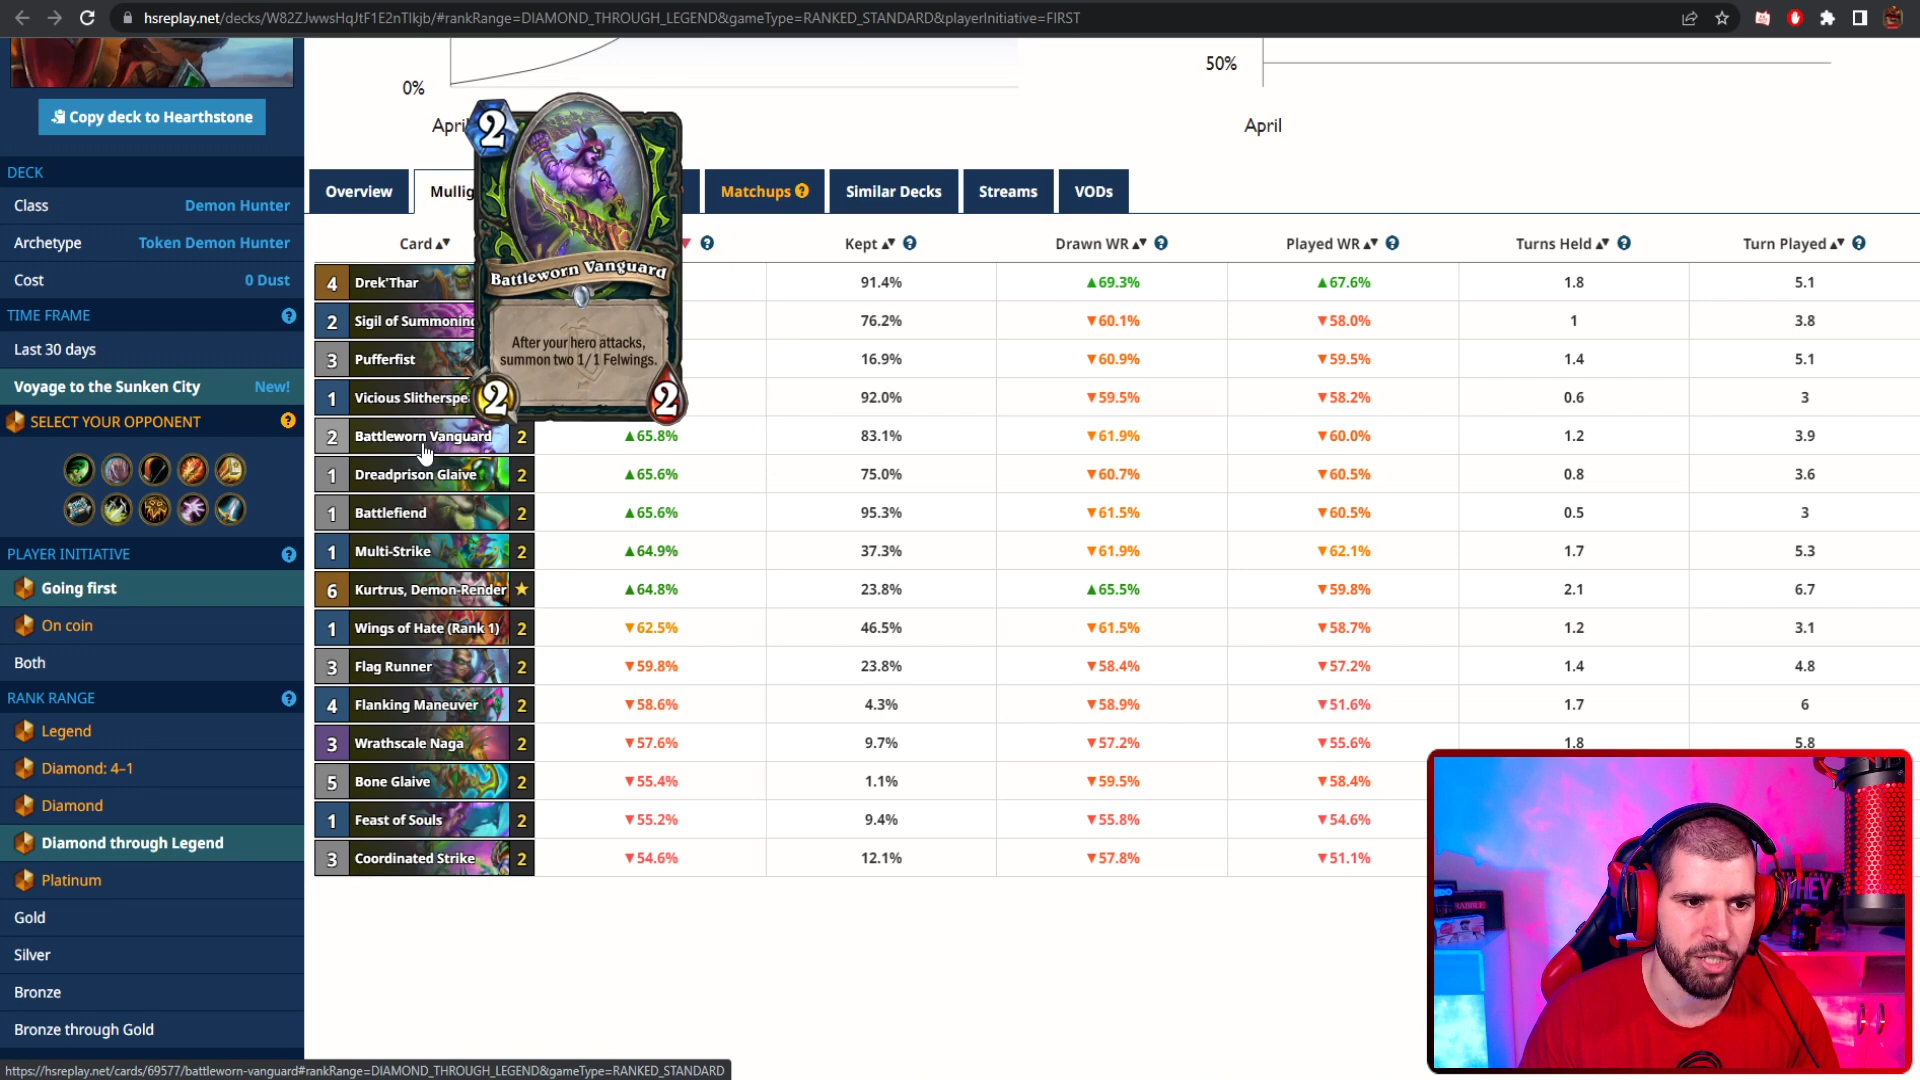 hsreplay.net/decks/W82ZJwwsHqJtF1E2nTIkjb/#rankRange=DIAMOND_THROUGH_LEGEND&gameType=RANKED_STANDARD&playerInitiative=FIRST
Copy deck to Hearthstone
DECK
Class Demon Hunter
Archetype Token Demon Hunter
Cost 0 Dust
TIME FRAME
Last 30 days
Voyage to the Sunken City New!
SELECT YOUR OPPONENT
PLAYER INITIATIVE
Going first
On coin
Both
RANK RANGE
Legend
Diamond: 4–1
Diamond
Diamond through Legend
Platinum
Gold
Silver
Bronze
Bronze through Gold
0%
April
50%
April
Overview Mullig Matchups Similar Decks Streams VODs
Card Kept Drawn WR Played WR Turns Held Turn Played
4 Drek'Thar 91.4% ▲69.3% ▲67.6% 1.8 5.1
2 Sigil of Summoning 76.2% ▼60.1% ▼58.0% 1 3.8
3 Pufferfist 16.9% ▼60.9% ▼59.5% 1.4 5.1
1 Vicious Slitherspe 92.0% ▼59.5% ▼58.2% 0.6 3
2 Battleworn Vanguard 2 ▲65.8% 83.1% ▼61.9% ▼60.0% 1.2 3.9
1 Dreadprison Glaive 2 ▲65.6% 75.0% ▼60.7% ▼60.5% 0.8 3.6
1 Battlefiend 2 ▲65.6% 95.3% ▼61.5% ▼60.5% 0.5 3
1 Multi-Strike 2 ▲64.9% 37.3% ▼61.9% ▼62.1% 1.7 5.3
6 Kurtrus, Demon-Render ★ ▲64.8% 23.8% ▲65.5% ▼59.8% 2.1 6.7
1 Wings of Hate (Rank 1) 2 ▼62.5% 46.5% ▼61.5% ▼58.7% 1.2 3.1
3 Flag Runner 2 ▼59.8% 23.8% ▼58.4% ▼57.2% 1.4 4.8
4 Flanking Maneuver 2 ▼58.6% 4.3% ▼58.9% ▼51.6% 1.7 6
3 Wrathscale Naga 2 ▼57.6% 9.7% ▼57.2% ▼55.6% 1.8 5.8
5 Bone Glaive 2 ▼55.4% 1.1% ▼59.5% ▼58.4%
1 Feast of Souls 2 ▼55.2% 9.4% ▼55.8% ▼54.6%
3 Coordinated Strike 2 ▼54.6% 12.1% ▼57.8% ▼51.1%
2
Battleworn Vanguard
After your hero attacks,
summon two 1/1 Felwings.
2 2
https://hsreplay.net/cards/69577/battleworn-vanguard#rankRange=DIAMOND_THROUGH_LEGEND&gameType=RANKED_STANDARD